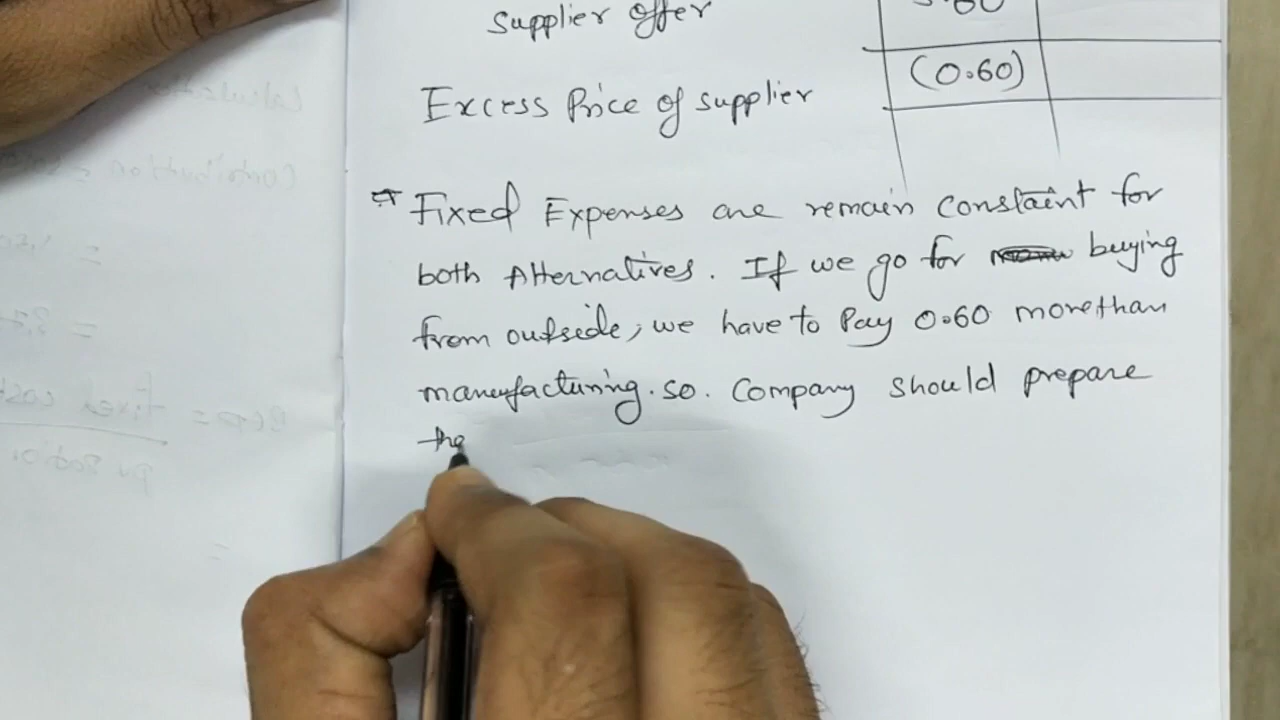 Supplier offer
Excess Price of supplier (0.60)
* Fixed Expenses are remain constaint for
both Alternatives. If we go for buying
from outside, we have to Pay 0.60 morethan
manufacturing. so. Company should prepare
the